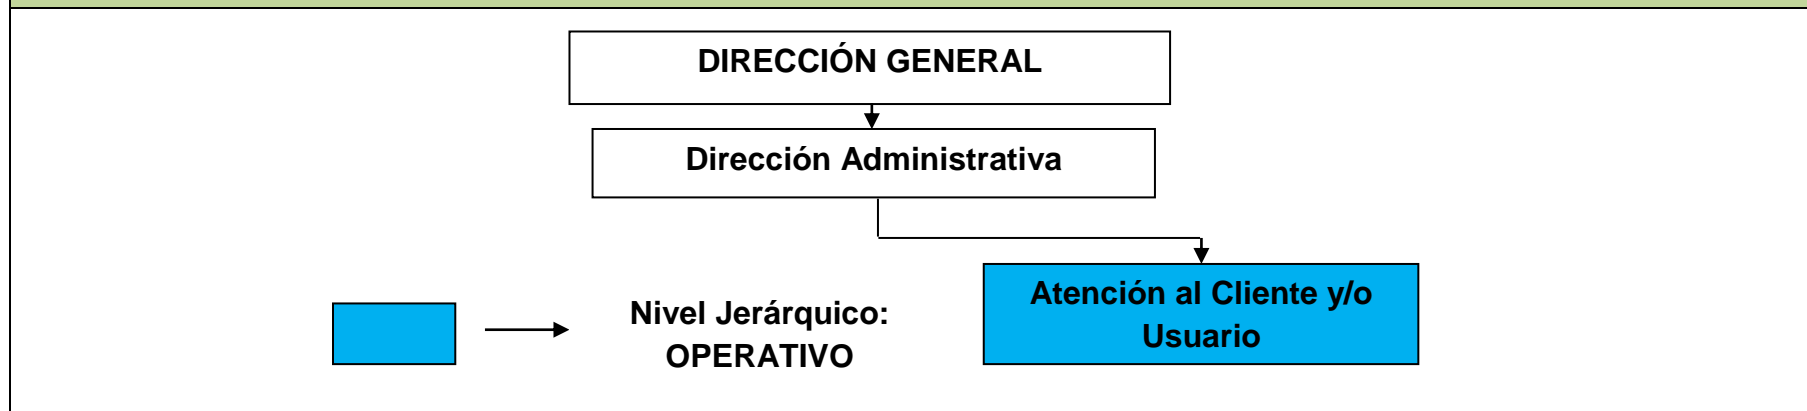 DIRECCIÓN GENERAL
Dirección Administrativa
Atención al Cliente y/o
Usuario
Nivel Jerárquico:
OPERATIVO